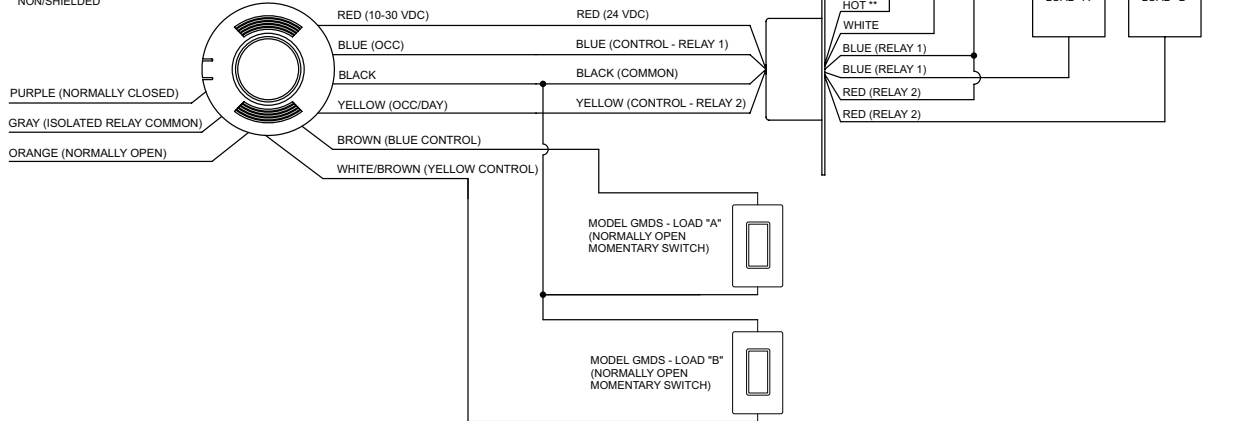 NON/SHIELDED
RED (10-30 VDC)
RED (24 VDC)
HOT **
WHITE
BLUE (OCC)
BLUE (CONTROL - RELAY 1)
BLUE (RELAY 1)
BLACK
BLACK (COMMON)
BLUE (RELAY 1)
PURPLE (NORMALLY CLOSED)
RED (RELAY 2)
YELLOW (OCC/DAY)
YELLOW (CONTROL - RELAY 2)
RED (RELAY 2)
GRAY (ISOLATED RELAY COMMON)
BROWN (BLUE CONTROL)
ORANGE (NORMALLY OPEN)
WHITE/BROWN (YELLOW CONTROL)
MODEL GMDS - LOAD "A"
(NORMALLY OPEN
MOMENTARY SWITCH)
MODEL GMDS - LOAD "B"
(NORMALLY OPEN
MOMENTARY SWITCH)